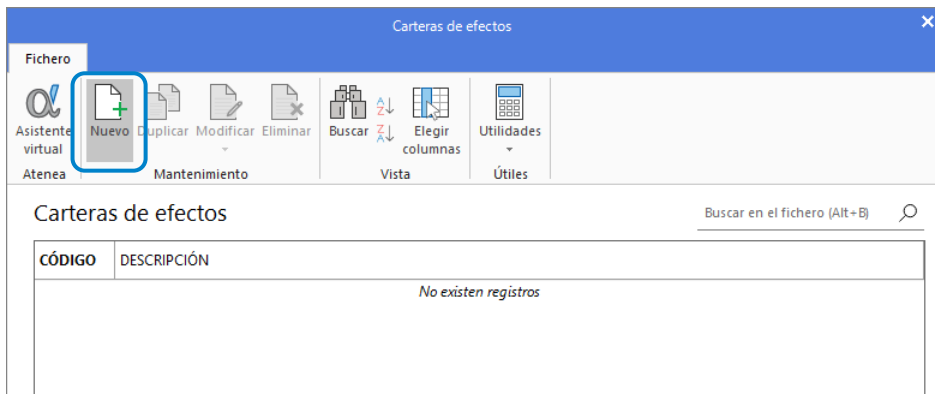 Carteras de efectos
Fichero
Asistente virtual
Nuevo
Duplicar
Modificar
Eliminar
Buscar
Elegir columnas
Utilidades
Atenea
Mantenimiento
Vista
Útiles
Carteras de efectos
Buscar en el fichero (Alt+B)
CÓDIGO DESCRIPCIÓN
No existen registros